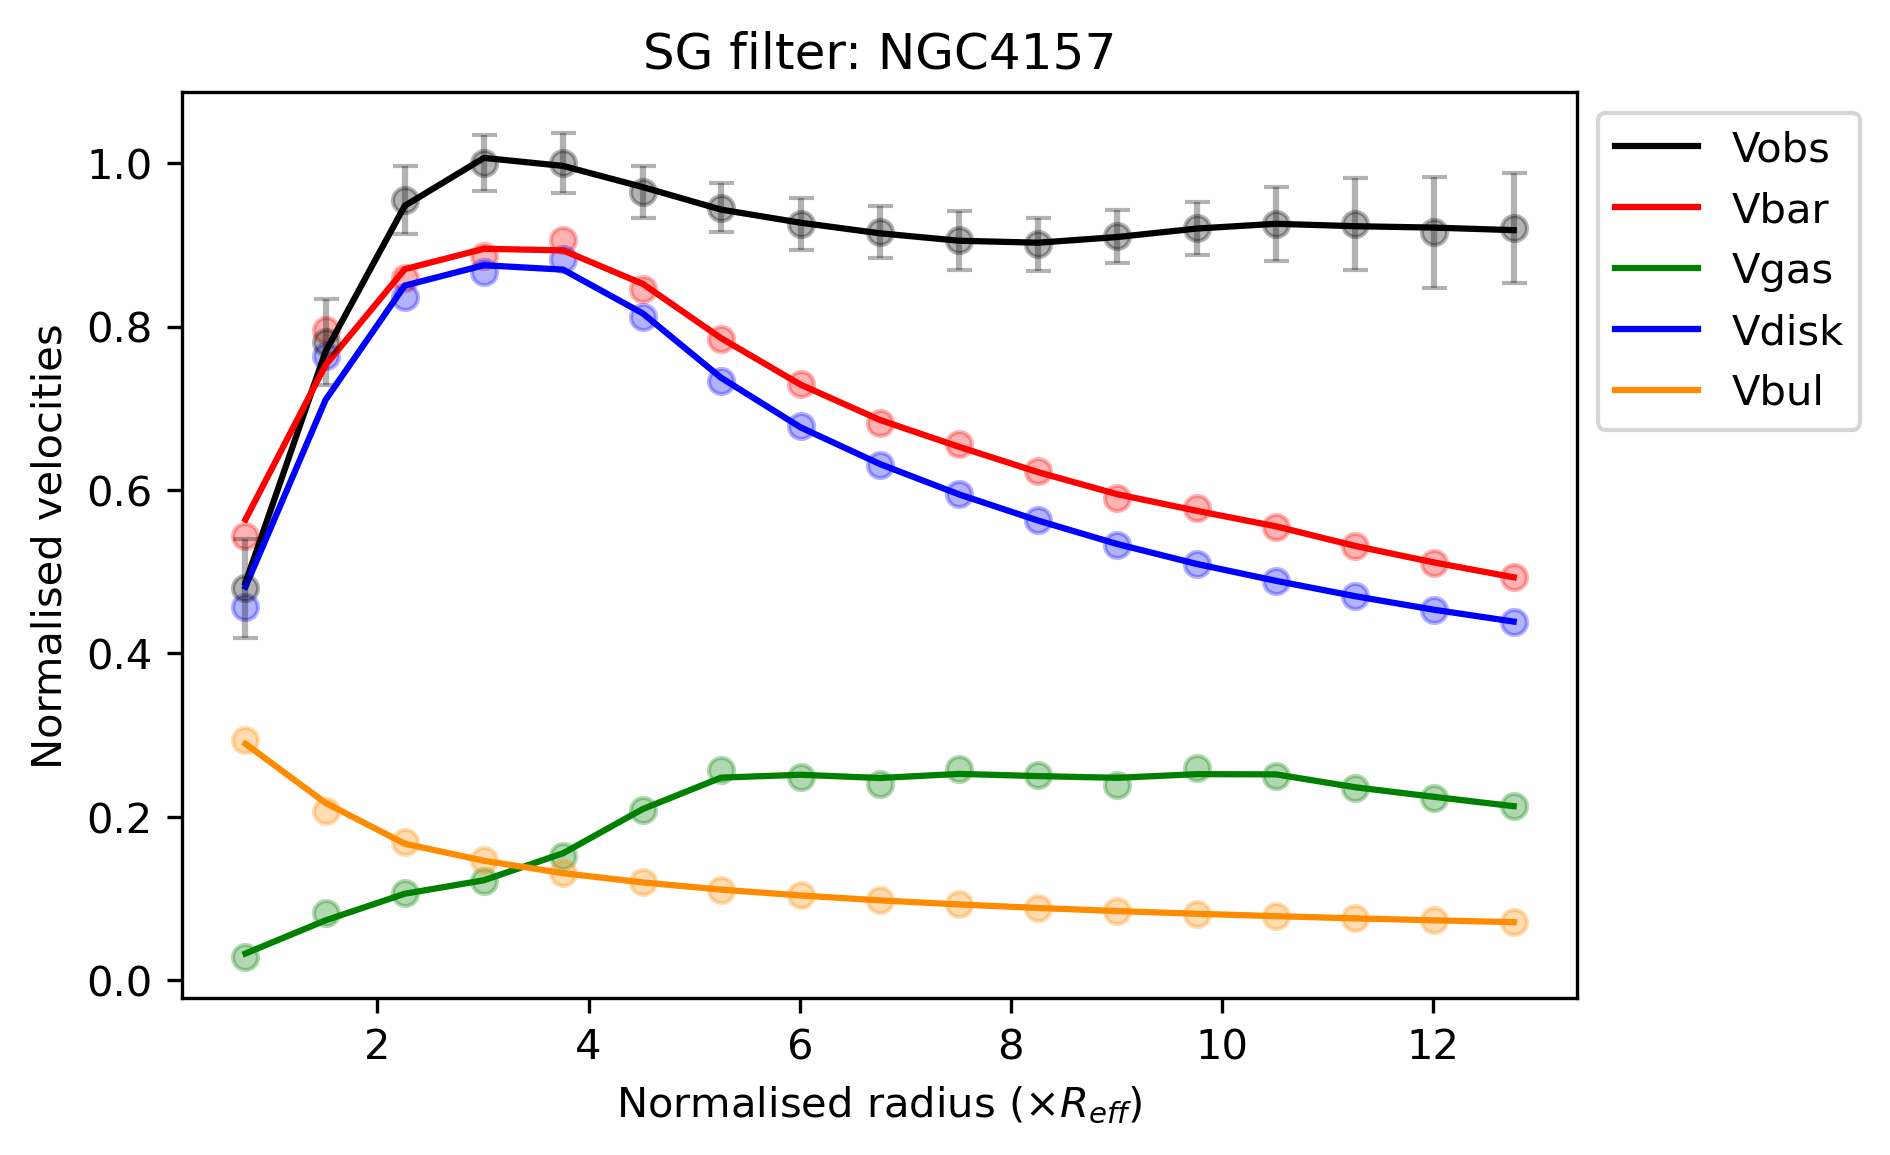 SG filter: NGC4157
Normalised velocities
1.0
0.8
0.6
0.4
0.2
0.0
2 4 6 8 10 12
Normalised radius (×R_eff)
Vobs
Vbar
Vgas
Vdisk
Vbul